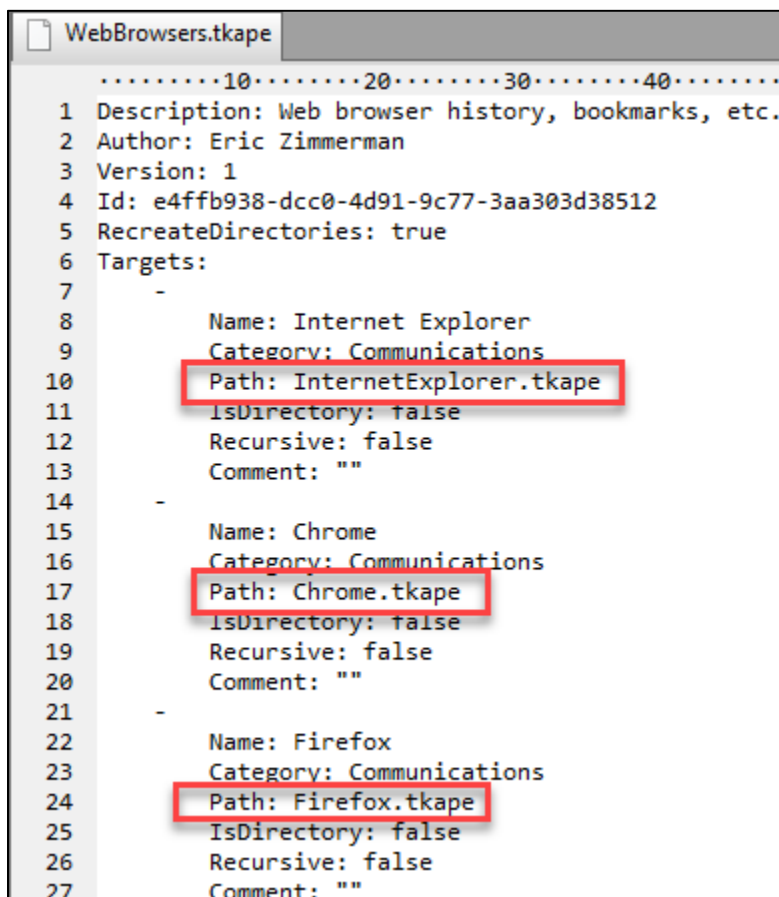 WebBrowsers.tkape
·········10········20········30········40········
1 Description: Web browser history, bookmarks, etc.
2 Author: Eric Zimmerman
3 Version: 1
4 Id: e4ffb938-dcc0-4d91-9c77-3aa303d38512
5 RecreateDirectories: true
6 Targets:
7 -
8 Name: Internet Explorer
9 Category: Communications
10 Path: InternetExplorer.tkape
11 IsDirectory: false
12 Recursive: false
13 Comment: ""
14 -
15 Name: Chrome
16 Category: Communications
17 Path: Chrome.tkape
18 IsDirectory: false
19 Recursive: false
20 Comment: ""
21 -
22 Name: Firefox
23 Category: Communications
24 Path: Firefox.tkape
25 IsDirectory: false
26 Recursive: false
27 Comment: ""